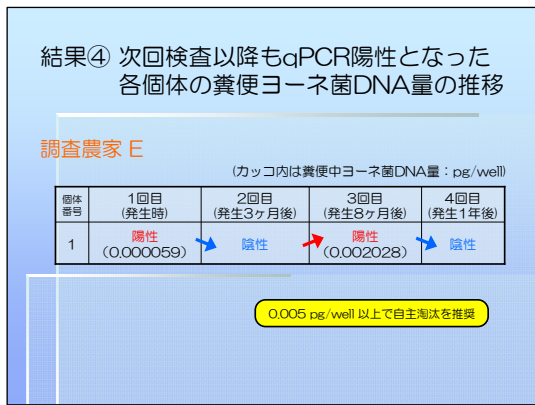 結果④ 次回検査以降もqPCR陽性となった
各個体の糞便ヨーネ菌DNA量の推移
調査農家 E
(カッコ内は糞便中ヨーネ菌DNA量：pg/well)
個体番号 1回目(発生時) 2回目(発生3ヶ月後) 3回目(発生8ヶ月後) 4回目(発生1年後)
1 陽性(0.000059) 陰性 陽性(0.002028) 陰性
0.005 pg/well 以上で自主淘汰を推奨